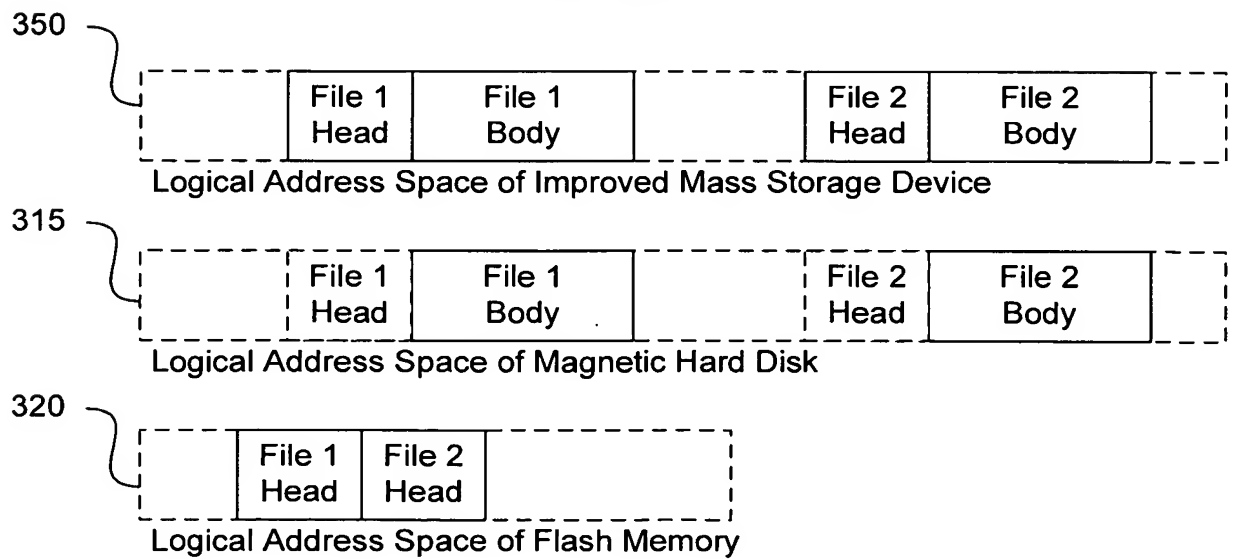 350
File 1 File 1 File 2 File 2
Head Body Head Body
Logical Address Space of Improved Mass Storage Device
315
File 1 File 1 File 2 File 2
Head Body Head Body
Logical Address Space of Magnetic Hard Disk
320
File 1 File 2
Head Head
Logical Address Space of Flash Memory